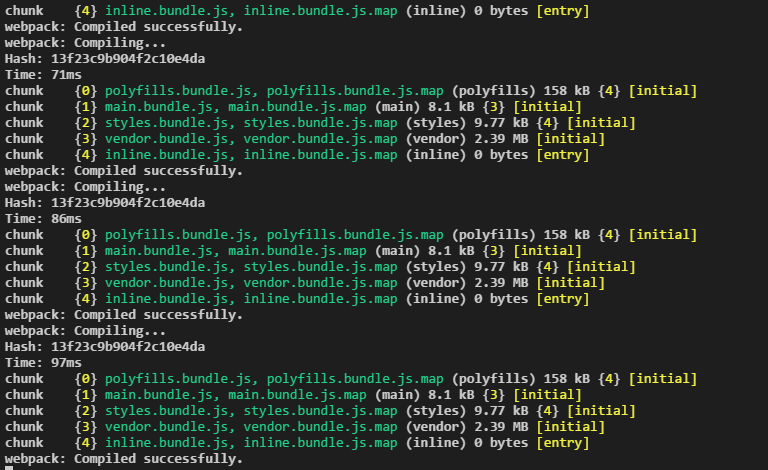 chunk    {4} inline.bundle.js, inline.bundle.js.map (inline) 0 bytes [entry]
webpack: Compiled successfully.
webpack: Compiling...
Hash: 13f23c9b904f2c10e4da
Time: 71ms
chunk    {0} polyfills.bundle.js, polyfills.bundle.js.map (polyfills) 158 kB {4} [initial]
chunk    {1} main.bundle.js, main.bundle.js.map (main) 8.1 kB {3} [initial]
chunk    {2} styles.bundle.js, styles.bundle.js.map (styles) 9.77 kB {4} [initial]
chunk    {3} vendor.bundle.js, vendor.bundle.js.map (vendor) 2.39 MB [initial]
chunk    {4} inline.bundle.js, inline.bundle.js.map (inline) 0 bytes [entry]
webpack: Compiled successfully.
webpack: Compiling...
Hash: 13f23c9b904f2c10e4da
Time: 86ms
chunk    {0} polyfills.bundle.js, polyfills.bundle.js.map (polyfills) 158 kB {4} [initial]
chunk    {1} main.bundle.js, main.bundle.js.map (main) 8.1 kB {3} [initial]
chunk    {2} styles.bundle.js, styles.bundle.js.map (styles) 9.77 kB {4} [initial]
chunk    {3} vendor.bundle.js, vendor.bundle.js.map (vendor) 2.39 MB [initial]
chunk    {4} inline.bundle.js, inline.bundle.js.map (inline) 0 bytes [entry]
webpack: Compiled successfully.
webpack: Compiling...
Hash: 13f23c9b904f2c10e4da
Time: 97ms
chunk    {0} polyfills.bundle.js, polyfills.bundle.js.map (polyfills) 158 kB {4} [initial]
chunk    {1} main.bundle.js, main.bundle.js.map (main) 8.1 kB {3} [initial]
chunk    {2} styles.bundle.js, styles.bundle.js.map (styles) 9.77 kB {4} [initial]
chunk    {3} vendor.bundle.js, vendor.bundle.js.map (vendor) 2.39 MB [initial]
chunk    {4} inline.bundle.js, inline.bundle.js.map (inline) 0 bytes [entry]
webpack: Compiled successfully.